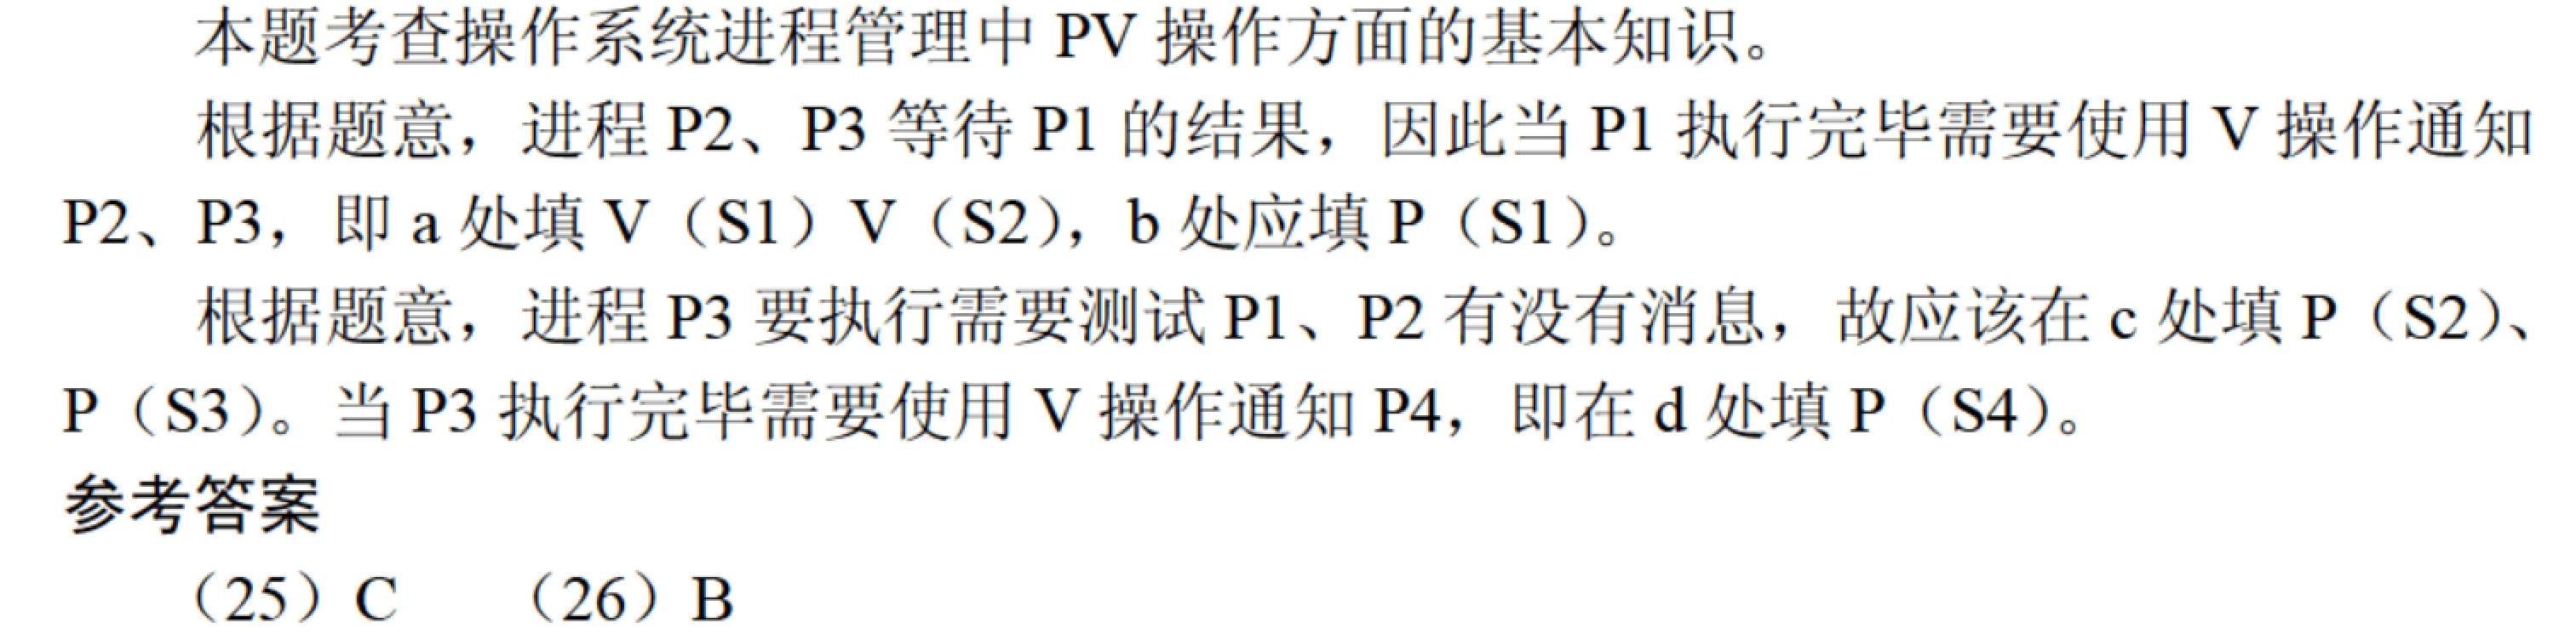 本题考查操作系统进程管理中 PV 操作方面的基本知识。
根据题意，进程 P2、P3 等待 P1 的结果，因此当 P1 执行完毕需要使用 V 操作通知
P2、P3，即 a 处填 V（S1）V（S2），b 处应填 P（S1）。
根据题意，进程 P3 要执行需要测试 P1、P2 有没有消息，故应该在 c 处填 P（S2）、
P（S3）。当 P3 执行完毕需要使用 V 操作通知 P4，即在 d 处填 P（S4）。
参考答案
（25）C （26）B